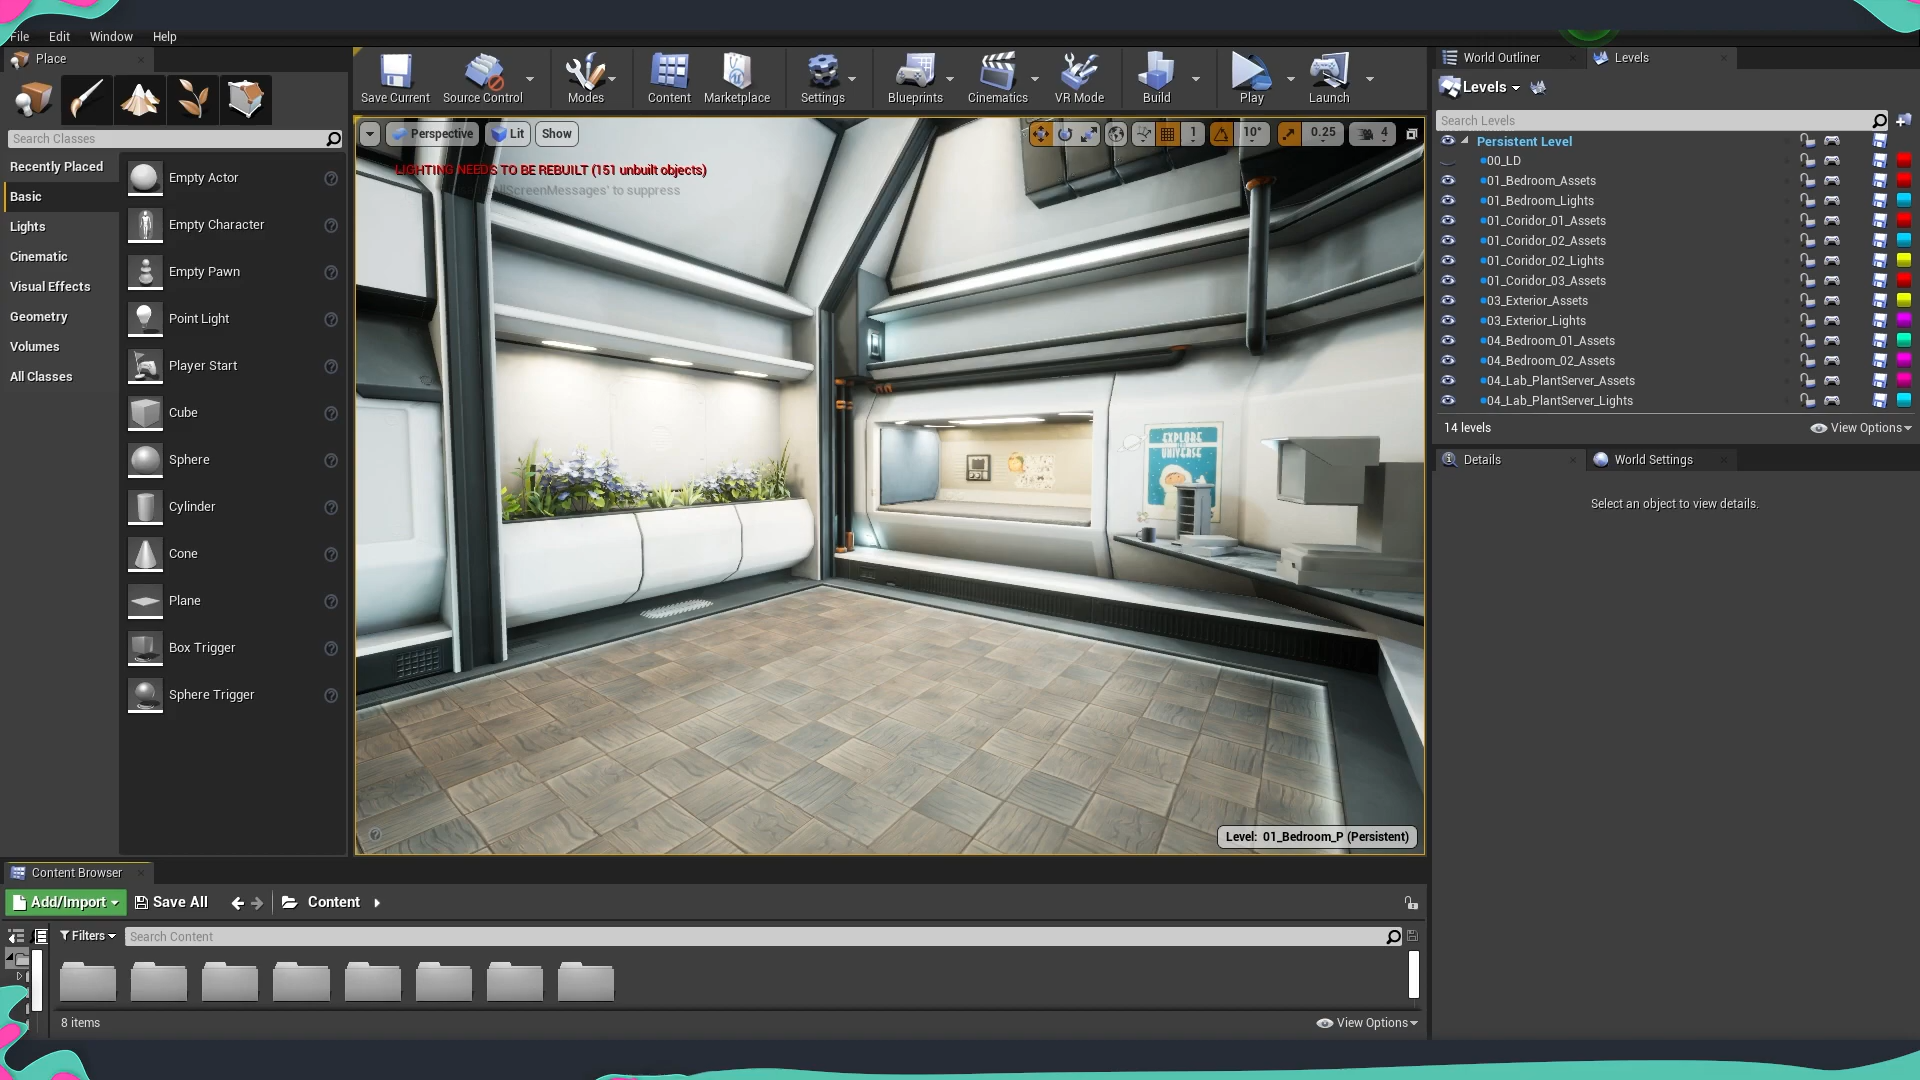 File Edit Window Help
Place
Search Classes
Recently Placed
Basic
Lights
Cinematic
Visual Effects
Geometry
Volumes
All Classes
Empty Actor
Empty Character
Empty Pawn
Point Light
Player Start
Cube
Sphere
Cylinder
Cone
Plane
Box Trigger
Sphere Trigger
Save Current
Source Control
Modes
Content
Marketplace
Settings
Blueprints
Cinematics
VR Mode
Build
Play
Launch
Perspective
Lit
Show
1
10°
0.25
4
LIGHTING NEEDS TO BE REBUILT (151 unbuilt objects)
llScreenMessages' to suppress
EXPLORE
UNIVERSE
Level: 01_Bedroom_P (Persistent)
World Outliner
Levels
Levels
Search Levels
Persistent Level
00_LD
01_Bedroom_Assets
01_Bedroom_Lights
01_Coridor_01_Assets
01_Coridor_02_Assets
01_Coridor_02_Lights
01_Coridor_03_Assets
03_Exterior_Assets
03_Exterior_Lights
04_Bedroom_01_Assets
04_Bedroom_02_Assets
04_Lab_PlantServer_Assets
04_Lab_PlantServer_Lights
14 levels
View Options
Details
World Settings
Select an object to view details.
Content Browser
Add/Import
Save All
Content
Filters
Search Content
8 items
View Options